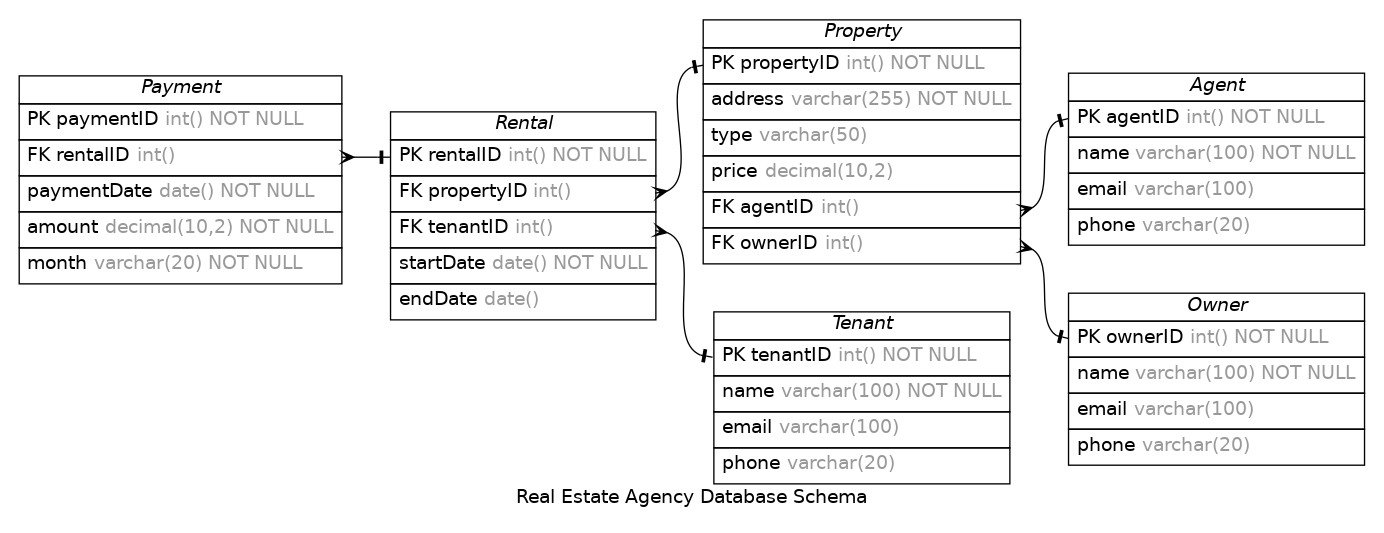 Payment
PK paymentID int() NOT NULL
FK rentalID int()
paymentDate date() NOT NULL
amount decimal(10,2) NOT NULL
month varchar(20) NOT NULL
Rental
PK rentalID int() NOT NULL
FK propertyID int()
FK tenantID int()
startDate date() NOT NULL
endDate date()
Property
PK propertyID int() NOT NULL
address varchar(255) NOT NULL
type varchar(50)
price decimal(10,2)
FK agentID int()
FK ownerID int()
Tenant
PK tenantID int() NOT NULL
name varchar(100) NOT NULL
email varchar(100)
phone varchar(20)
Agent
PK agentID int() NOT NULL
name varchar(100) NOT NULL
email varchar(100)
phone varchar(20)
Owner
PK ownerID int() NOT NULL
name varchar(100) NOT NULL
email varchar(100)
phone varchar(20)
Real Estate Agency Database Schema